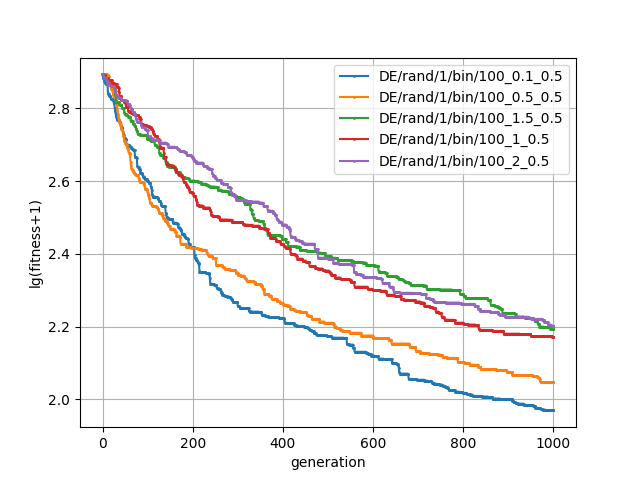 DE/rand/1/bin/100_0.1_0.5
DE/rand/1/bin/100_0.5_0.5
DE/rand/1/bin/100_1.5_0.5
DE/rand/1/bin/100_1_0.5
DE/rand/1/bin/100_2_0.5
lg(fitness+1)
2.8
2.6
2.4
2.2
2.0
0 200 400 600 800 1000
generation